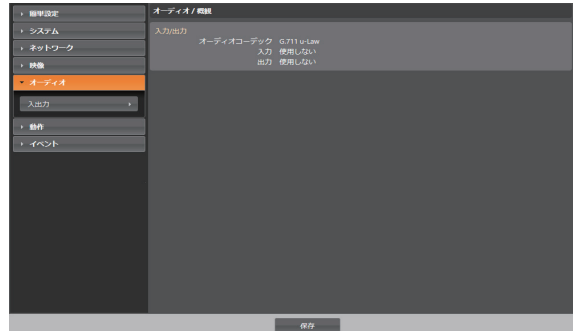 簡単設定
システム
ネットワーク
映像
オーディオ
入出力
動作
イベント
オーディオ / 概観
入力/出力
オーディオコーデック G.711 u-Law
入力 使用しない
出力 使用しない
保存